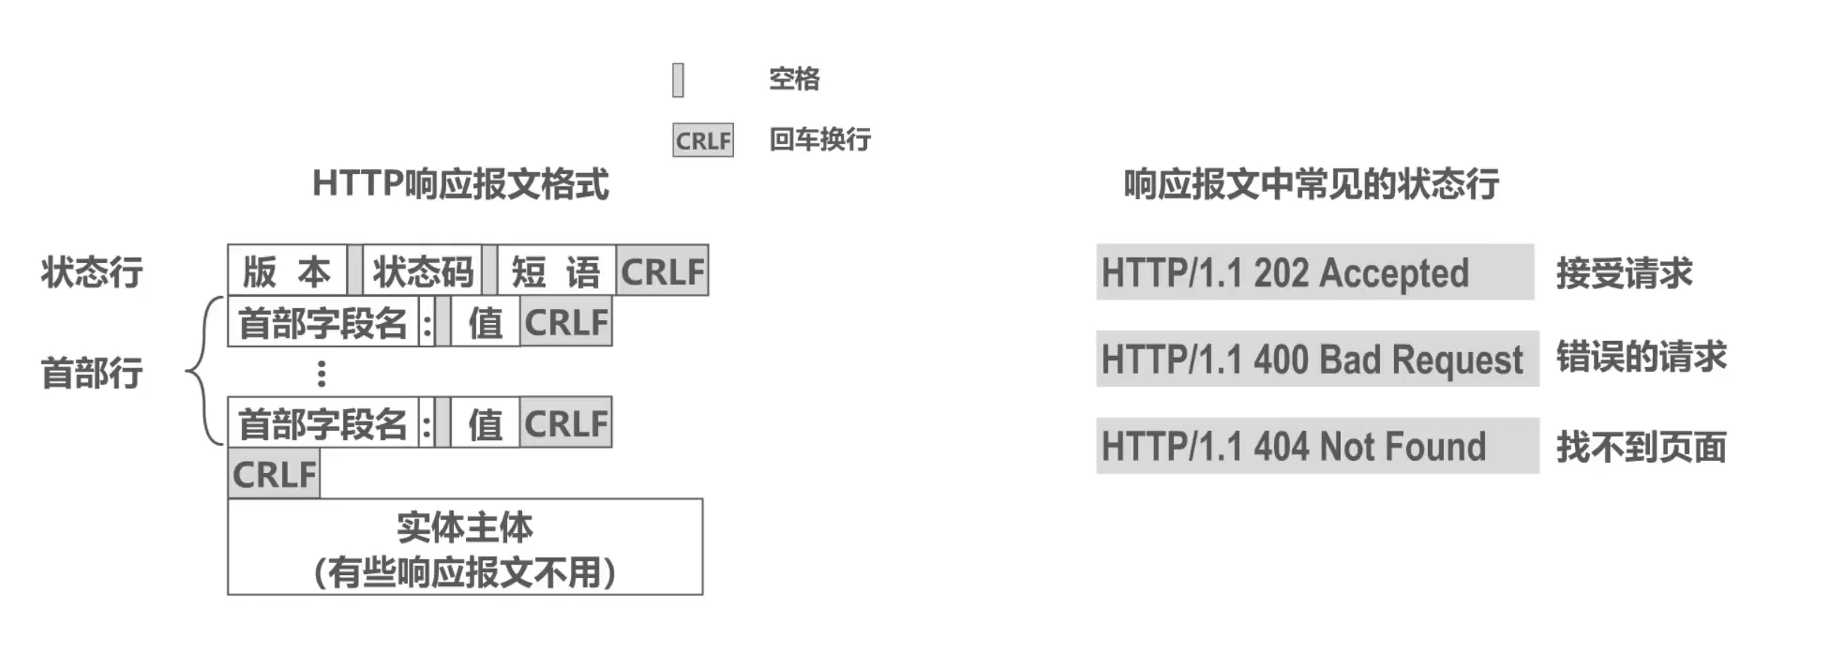 空格
CRLF 回车换行
HTTP响应报文格式
状态行 版 本 状态码 短 语 CRLF
首部行
首部字段名 : 值 CRLF
⋮
首部字段名 : 值 CRLF
CRLF
实体主体
(有些响应报文不用)
响应报文中常见的状态行
HTTP/1.1 202 Accepted 接受请求
HTTP/1.1 400 Bad Request 错误的请求
HTTP/1.1 404 Not Found 找不到页面